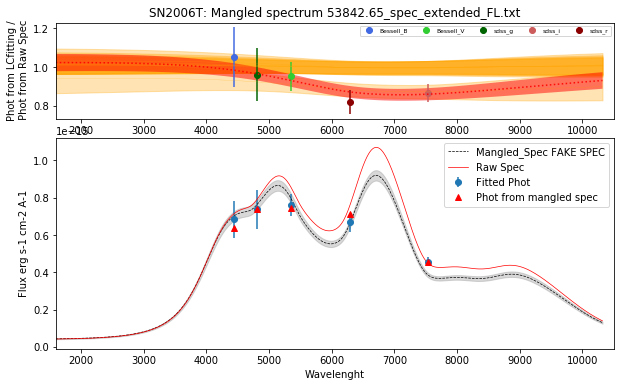 SN2006T: Mangled spectrum 53842.65_spec_extended_FL.txt
Phot from LCfitting /
Phot from Raw Spec
1.2
1.0
0.8
Bessell_B
Bessell_V
sdss_g
sdss_i
sdss_r
2000 3000 4000 5000 6000 7000 8000 9000 10000
Flux erg s-1 cm-2 A-1
1.0
0.8
0.6
0.4
0.2
0.0
Mangled_Spec FAKE SPEC
Raw Spec
Fitted Phot
Phot from mangled spec
2000 3000 4000 5000 6000 7000 8000 9000 10000
Wavelenght